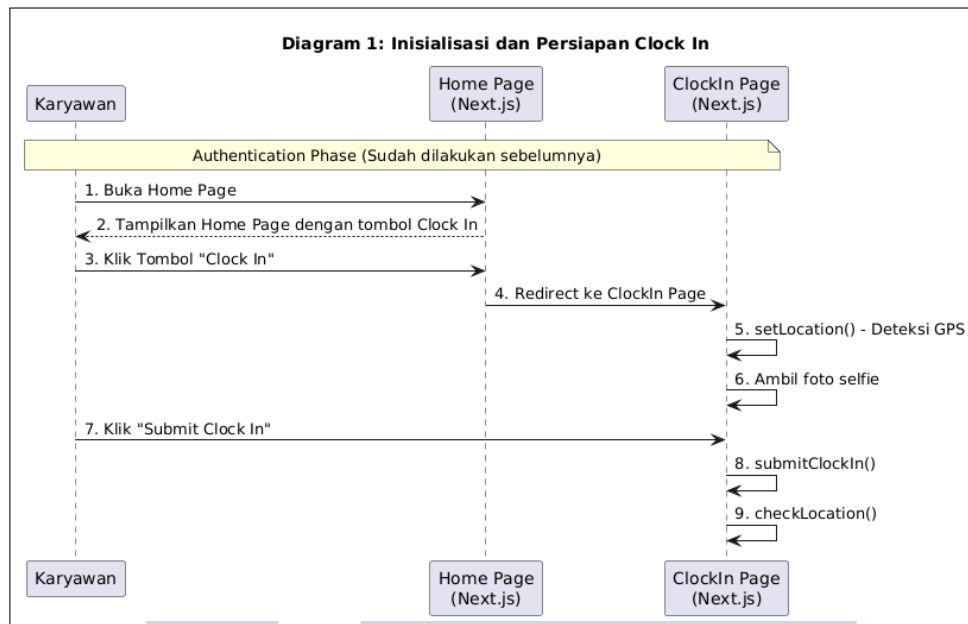 Diagram 1: Inisialisasi dan Persiapan Clock In
Karyawan
Home Page
(Next.js)
ClockIn Page
(Next.js)
Authentication Phase (Sudah dilakukan sebelumnya)
1. Buka Home Page
2. Tampilkan Home Page dengan tombol Clock In
3. Klik Tombol "Clock In"
4. Redirect ke ClockIn Page
5. setLocation() - Deteksi GPS
6. Ambil foto selfie
7. Klik "Submit Clock In"
8. submitClockIn()
9. checkLocation()
Karyawan
Home Page
(Next.js)
ClockIn Page
(Next.js)